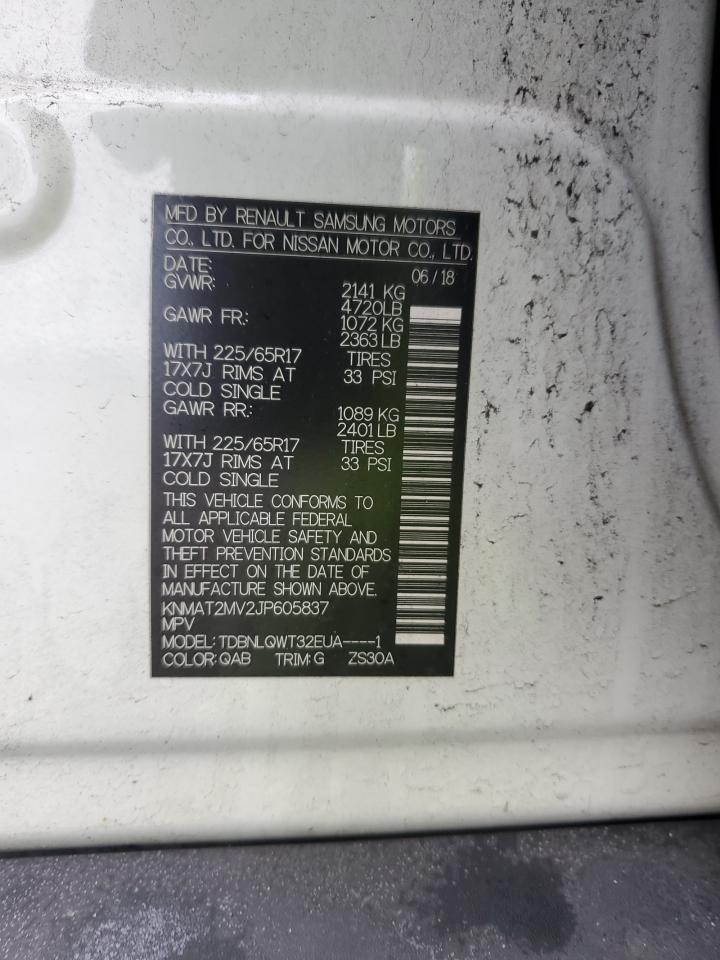 MFD BY RENAULT SAMSUNG MOTORS
CO., LTD. FOR NISSAN MOTOR CO., LTD.
DATE: 06/18
GVWR: 2141 KG
4720LB
GAWR FR.: 1072 KG
2363LB
WITH 225/65R17 TIRES
17X7J RIMS AT 33 PSI
COLD SINGLE
GAWR RR.: 1089 KG
2401LB
WITH 225/65R17 TIRES
17X7J RIMS AT 33 PSI
COLD SINGLE
THIS VEHICLE CONFORMS TO
ALL APPLICABLE FEDERAL
MOTOR VEHICLE SAFETY AND
THEFT PREVENTION STANDARDS
IN EFFECT ON THE DATE OF
MANUFACTURE SHOWN ABOVE.
KNMAT2MV2JP605837
MPV
MODEL: TDBNLQWT32EUA----1
COLOR: QAB TRIM: G ZS30A